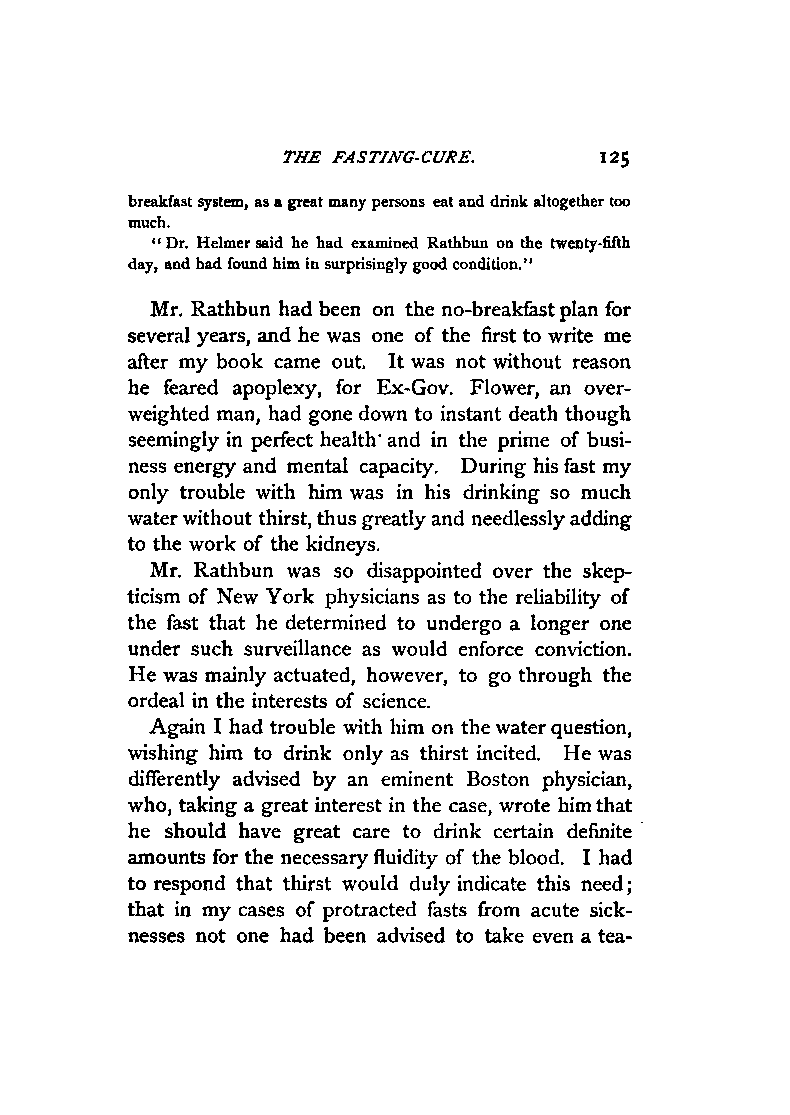 THE FASTING-CURE. 125
breakfast system, as a great many persons eat and drink altogether too
much.
"Dr. Helmer said he had examined Rathbun on the twenty-fifth
day, and had found him in surprisingly good condition."
Mr. Rathbun had been on the no-breakfast plan for
several years, and he was one of the first to write me
after my book came out. It was not without reason
he feared apoplexy, for Ex-Gov. Flower, an over-
weighted man, had gone down to instant death though
seemingly in perfect health and in the prime of busi-
ness energy and mental capacity. During his fast my
only trouble with him was in his drinking so much
water without thirst, thus greatly and needlessly adding
to the work of the kidneys.
Mr. Rathbun was so disappointed over the skep-
ticism of New York physicians as to the reliability of
the fast that he determined to undergo a longer one
under such surveillance as would enforce conviction.
He was mainly actuated, however, to go through the
ordeal in the interests of science.
Again I had trouble with him on the water question,
wishing him to drink only as thirst incited. He was
differently advised by an eminent Boston physician,
who, taking a great interest in the case, wrote him that
he should have great care to drink certain definite
amounts for the necessary fluidity of the blood. I had
to respond that thirst would duly indicate this need;
that in my cases of protracted fasts from acute sick-
nesses not one had been advised to take even a tea-